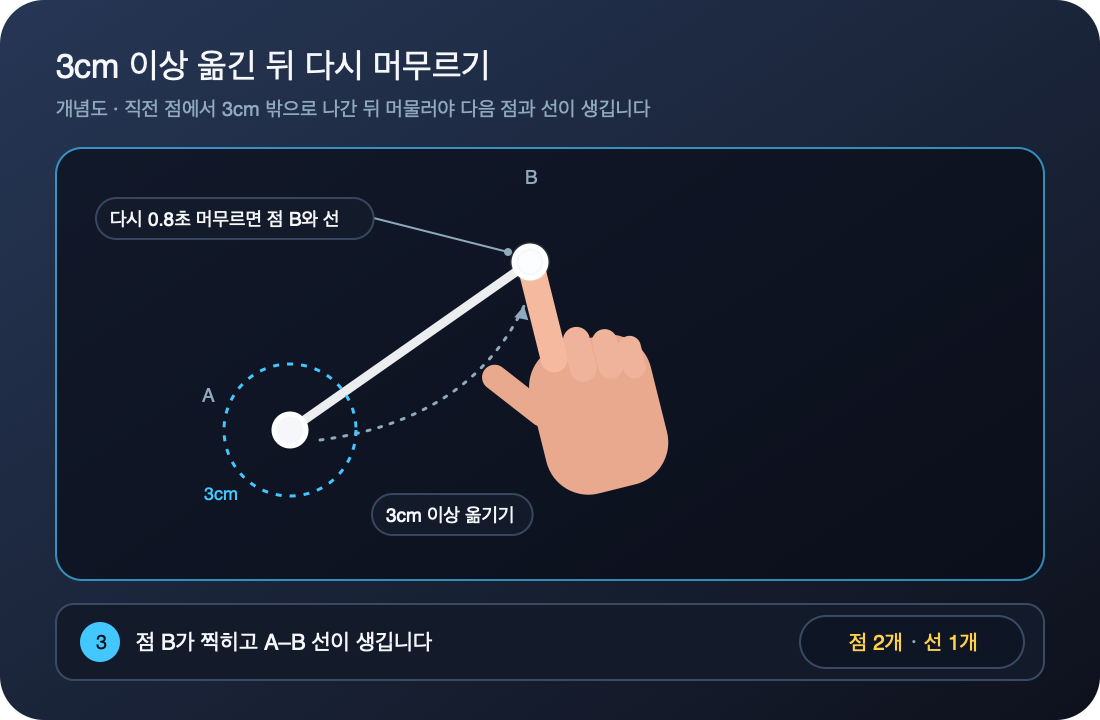 3cm 이상 옮긴 뒤 다시 머무르기
개념도 · 직전 점에서 3cm 밖으로 나간 뒤 머물러야 다음 점과 선이 생깁니다
B
다시 0.8초 머무르면 점 B와 선
A
3cm
3cm 이상 옮기기
3 점 B가 찍히고 A–B 선이 생깁니다
점 2개 · 선 1개